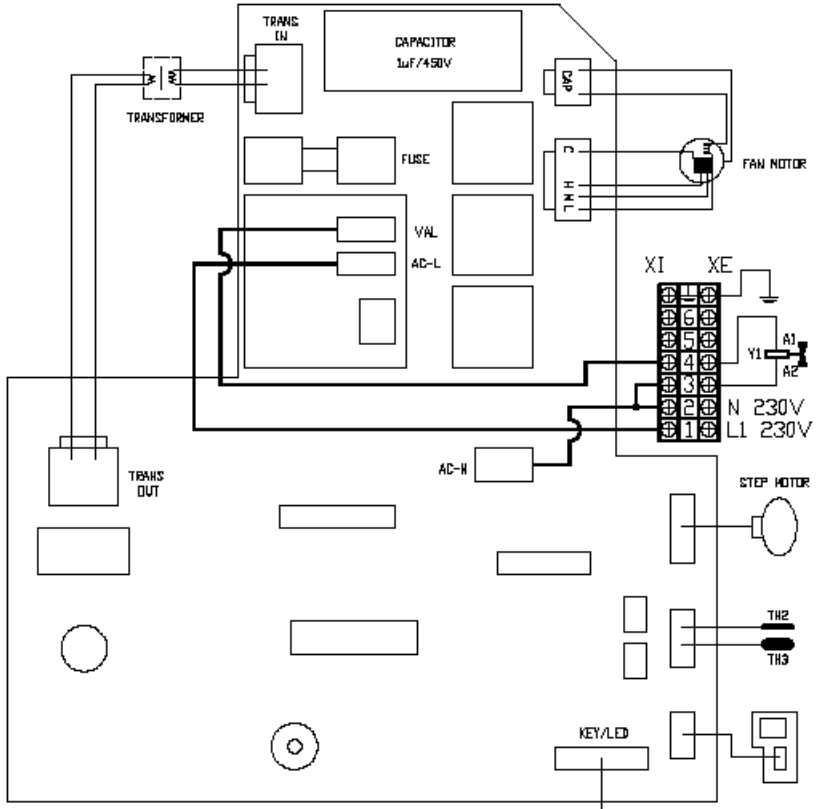 TRANS
IN
CAPACITOR
1uF/450V
TRANSFORMER
CAP
FUSE
C
H
M
L
FAN MOTOR
VAL
AC-L
XI XE
6
5
4
3
2 N 230V
1 L1 230V
Y1
A1
A2
TRANS
OUT
AC-N
STEP MOTOR
TH2
TH3
KEY/LED